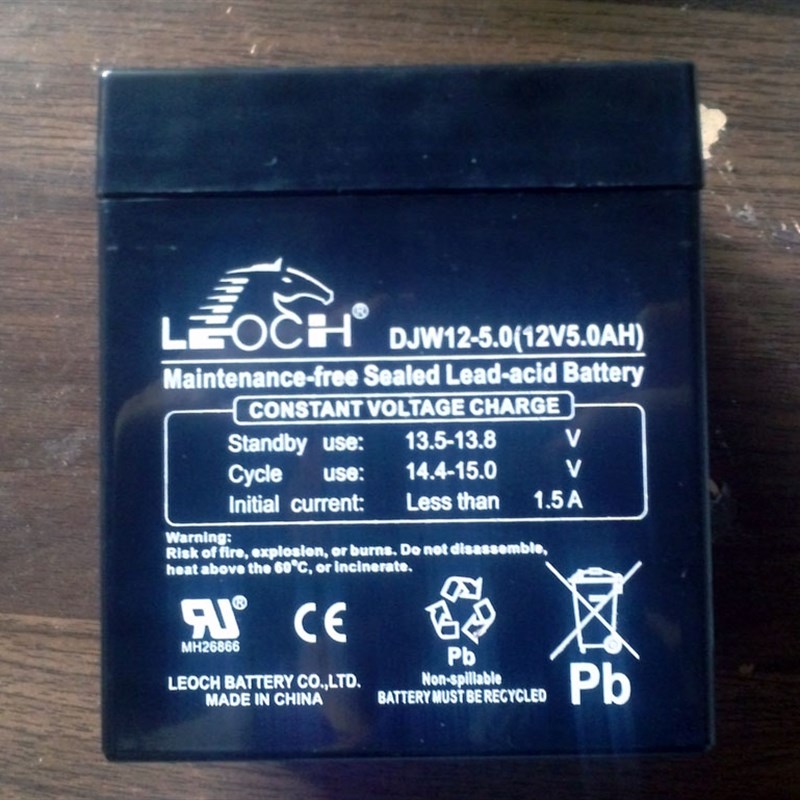 LEOCH® DJW12-5.0(12V5.0AH)
Maintenance-free Sealed Lead-acid Battery
CONSTANT VOLTAGE CHARGE
Standby use: 13.5-13.8 V
Cycle use: 14.4-15.0 V
Initial current: Less than 1.5A
Warning:
Risk of fire, explosion, or burns. Do not disassemble,
heat above the 60°C, or incinerate.
RU®
MH26866
CE
Pb
LEOCH BATTERY CO.,LTD.
MADE IN CHINA
Non-spillable
BATTERY MUST BE RECYCLED
Pb